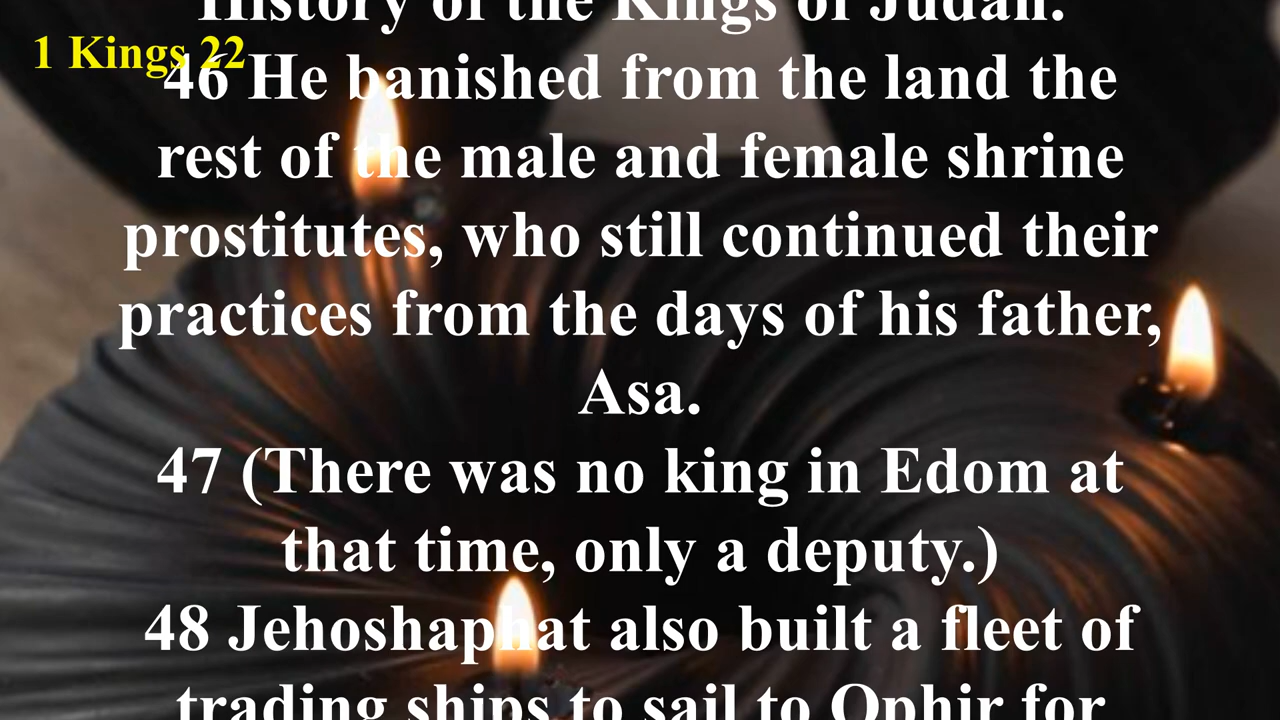 History of the Kings of Judah.
1 Kings 22
46 He banished from the land the
rest of the male and female shrine
prostitutes, who still continued their
practices from the days of his father,
Asa.
47 (There was no king in Edom at
that time, only a deputy.)
48 Jehoshaphat also built a fleet of
trading ships to sail to Ophir for